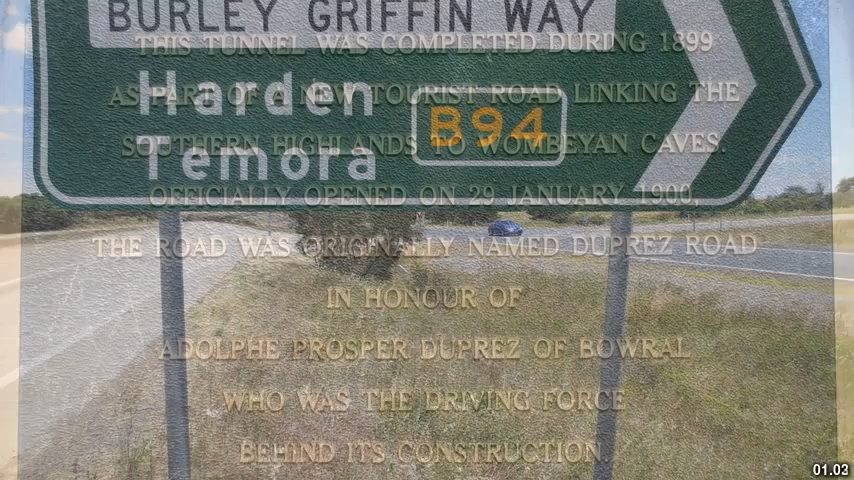 BURLEY GRIFFIN WAY
Harden
Temora
B94
THIS TUNNEL WAS COMPLETED DURING 1899
AS PART OF A NEW TOURIST ROAD LINKING THE
SOUTHERN HIGHLANDS TO WOMBEYAN CAVES.
OFFICIALLY OPENED ON 29 JANUARY 1900,
THE ROAD WAS ORIGINALLY NAMED DUPREZ ROAD
IN HONOUR OF
ADOLPHE PROSPER DUPREZ OF BOWRAL
WHO WAS THE DRIVING FORCE
BEHIND ITS CONSTRUCTION.
01.02